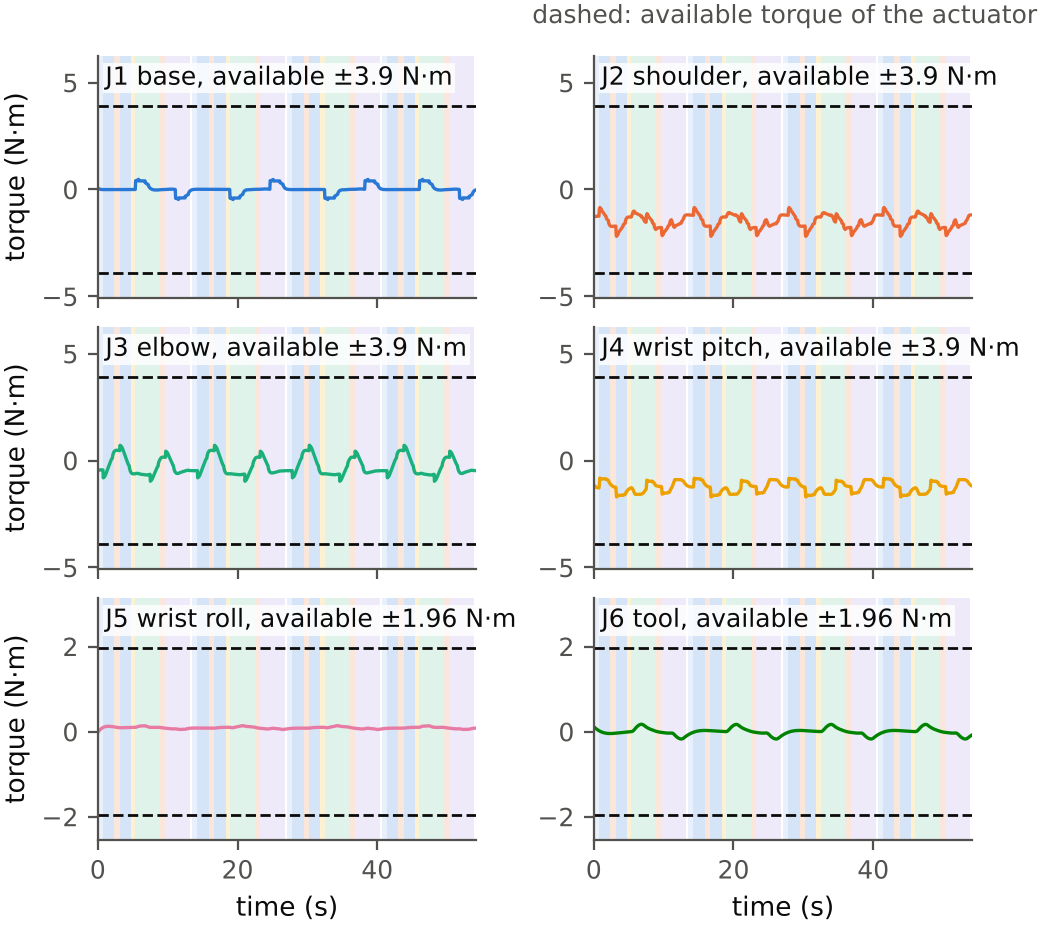 dashed: available torque of the actuator
J1 base, available ±3.9 N·m
J2 shoulder, available ±3.9 N·m
torque (N·m)
5
0
−5
5
0
−5
J3 elbow, available ±3.9 N·m
J4 wrist pitch, available ±3.9 N·m
torque (N·m)
5
0
−5
5
0
−5
J5 wrist roll, available ±1.96 N·m
J6 tool, available ±1.96 N·m
torque (N·m)
2
0
−2
2
0
−2
0 20 40
0 20 40
time (s)
time (s)